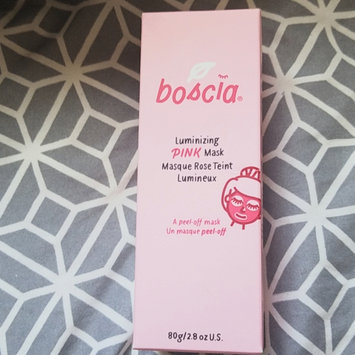 boscia®
Luminizing
PINK Mask
Masque Rose Teint
Lumineux
A peel-off mask
Un masque peel-off
80g/2.8 oz U.S.